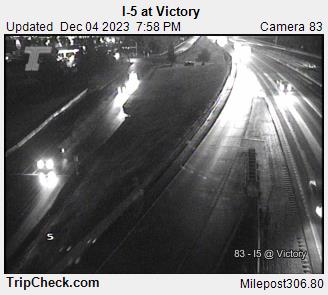 I-5 at Victory
Updated Dec 04 2023 7:58 PM Camera 83
S
83 - I5 @ Victory
TripCheck.com Milepost306.80